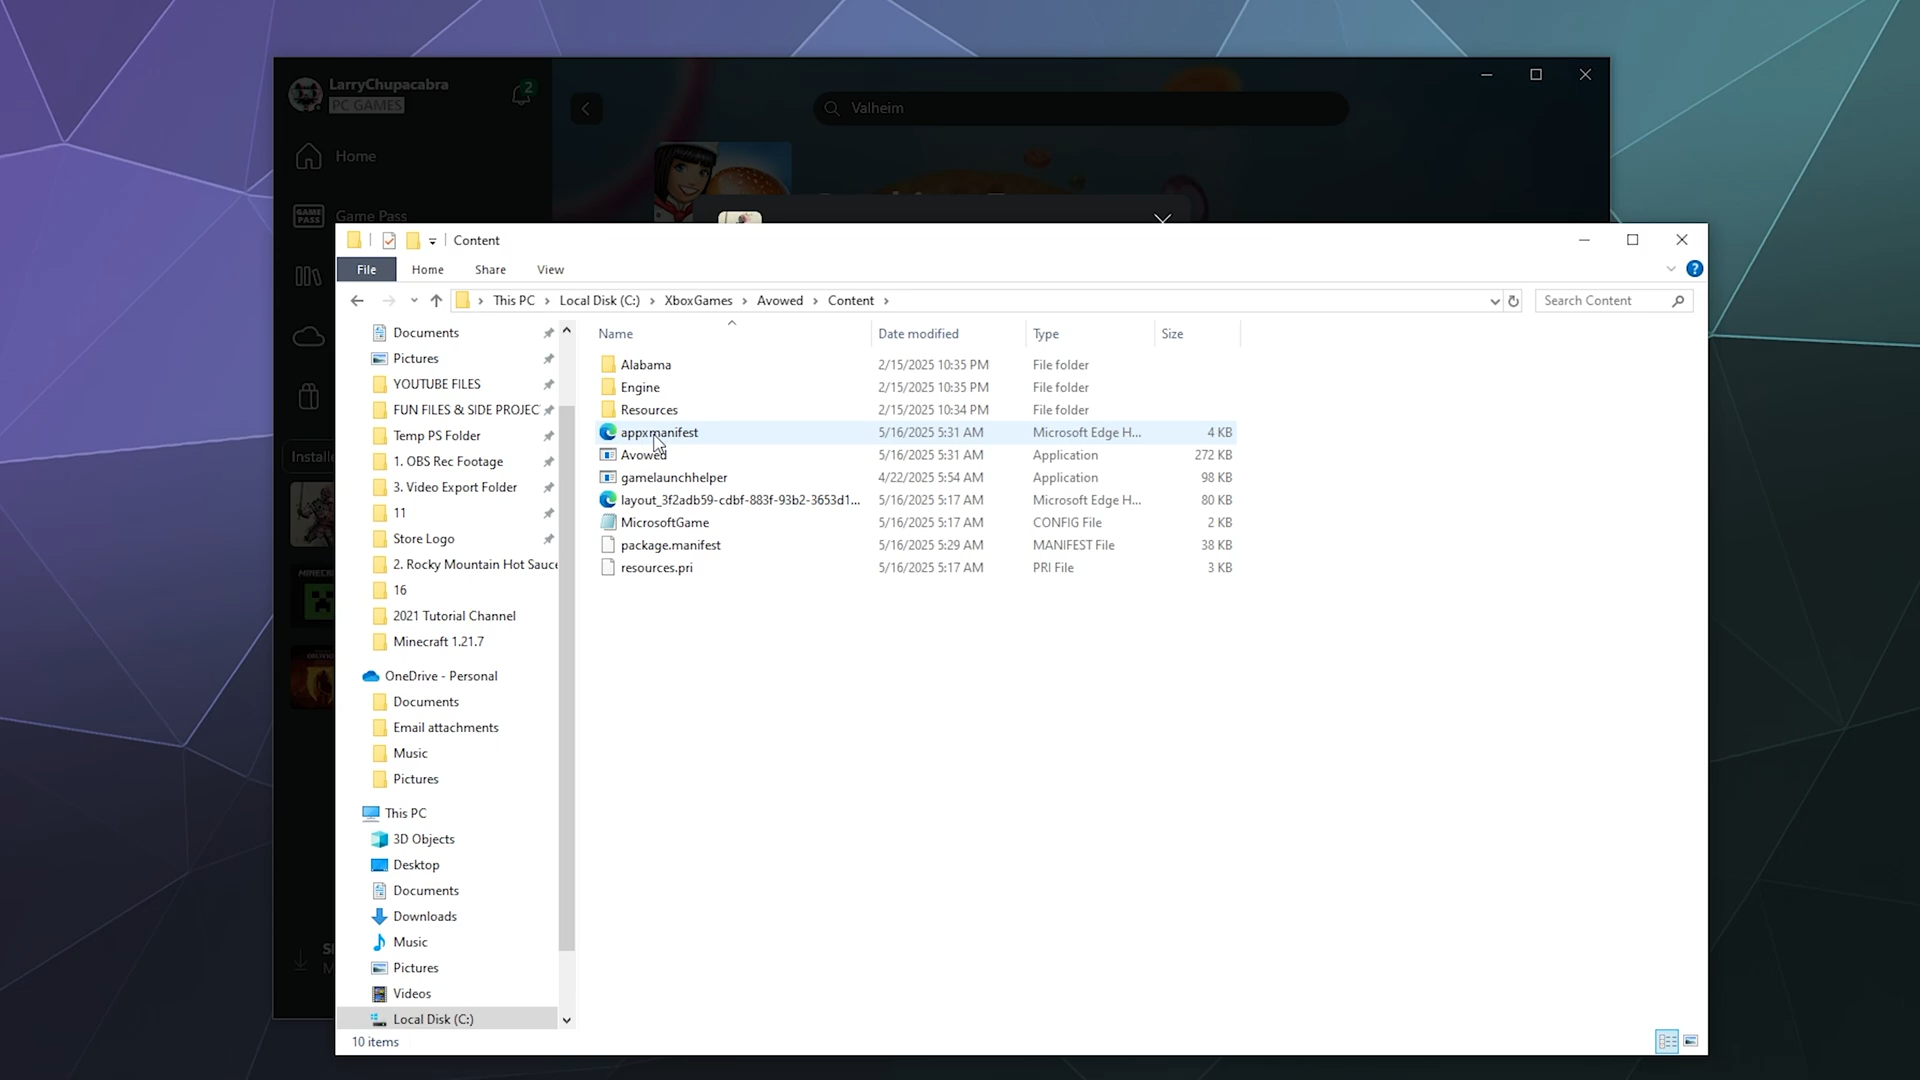 LarryChupacabra
PC GAMES
2
Valheim
Home
GAME PASS
Game Pass
Installe
Content
File
Home
Share
View
This PC
Local Disk (C:)
XboxGames
Avowed
Content
Search Content
Documents
Pictures
YOUTUBE FILES
FUN FILES & SIDE PROJEC
Temp PS Folder
1. OBS Rec Footage
3. Video Export Folder
11
Store Logo
2. Rocky Mountain Hot Sauce
16
2021 Tutorial Channel
Minecraft 1.21.7
OneDrive - Personal
Documents
Email attachments
Music
Pictures
This PC
3D Objects
Desktop
Documents
Downloads
Music
Pictures
Videos
Local Disk (C:)
Name Date modified Type Size
Alabama 2/15/2025 10:35 PM File folder
Engine 2/15/2025 10:35 PM File folder
Resources 2/15/2025 10:34 PM File folder
appxmanifest 5/16/2025 5:31 AM Microsoft Edge H... 4 KB
Avowed 5/16/2025 5:31 AM Application 272 KB
gamelaunchhelper 4/22/2025 5:54 AM Application 98 KB
layout_3f2adb59-cdbf-883f-93b2-3653d1... 5/16/2025 5:17 AM Microsoft Edge H... 80 KB
MicrosoftGame 5/16/2025 5:17 AM CONFIG File 2 KB
package.manifest 5/16/2025 5:29 AM MANIFEST File 38 KB
resources.pri 5/16/2025 5:17 AM PRI File 3 KB
10 items